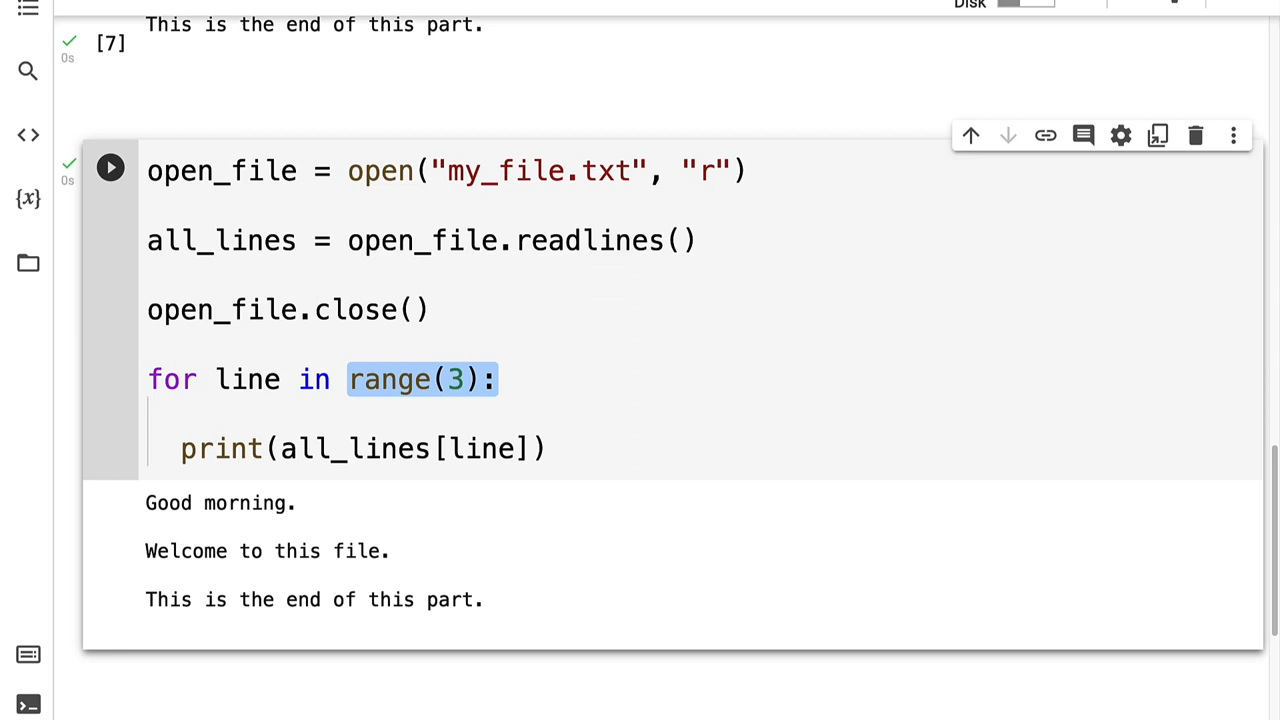 Disk
This is the end of this part.
[7]
0s
0s
open_file = open("my_file.txt", "r")
all_lines = open_file.readlines()
{x}
open_file.close()
for line in range(3):
print(all_lines[line])
Good morning.
Welcome to this file.
This is the end of this part.